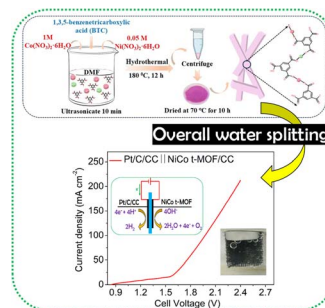 1,3,5-benzenetricarboxylic
acid (BTC)
1M
Co(NO₃)₂·6H₂O
0.05 M
Ni(NO₃)₂·6H₂O
DMF
Ultrasonicate 10 min
Hydrothermal
180 ⁰C, 12 h
Centrifuge
Dried at 70 ⁰C for 10 h
Overall water splitting
Pt/C/CC || NiCo t-MOF/CC
Pt/C/CC
NiCo t-MOF
4e⁻ + 4H⁺
4OH⁻
2H₂
2H₂O + 4e⁻ + O₂
Current density (mA cm⁻²)
250
200
150
100
50
0
0.9 1.2 1.5 1.8 2.1 2.4 2.7
Cell Voltage (V)